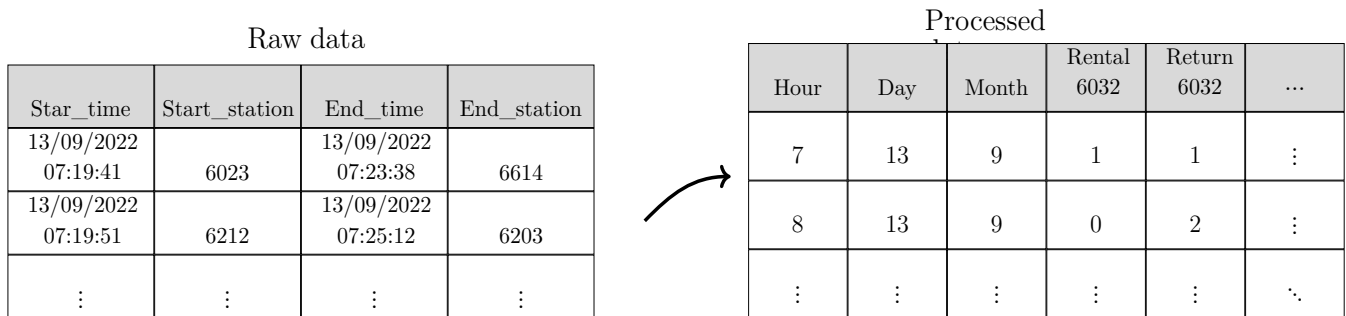 Raw data
Star_time Start_station End_time End_station
13/09/2022 13/09/2022
07:19:41 6023 07:23:38 6614
13/09/2022 13/09/2022
07:19:51 6212 07:25:12 6203
⋮ ⋮ ⋮ ⋮
Processed
Rental Return
Hour Day Month 6032 6032 ...
7 13 9 1 1 ⋮
8 13 9 0 2 ⋮
⋮ ⋮ ⋮ ⋮ ⋮ ⋱